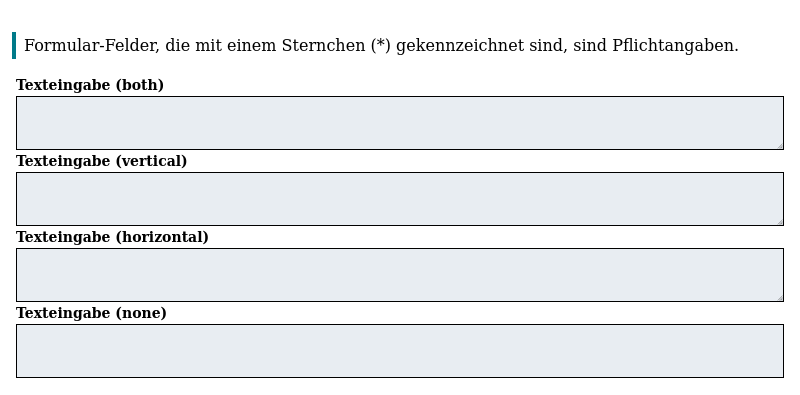 Formular-Felder, die mit einem Sternchen (*) gekennzeichnet sind, sind Pflichtangaben.
Texteingabe (both)
Texteingabe (vertical)
Texteingabe (horizontal)
Texteingabe (none)